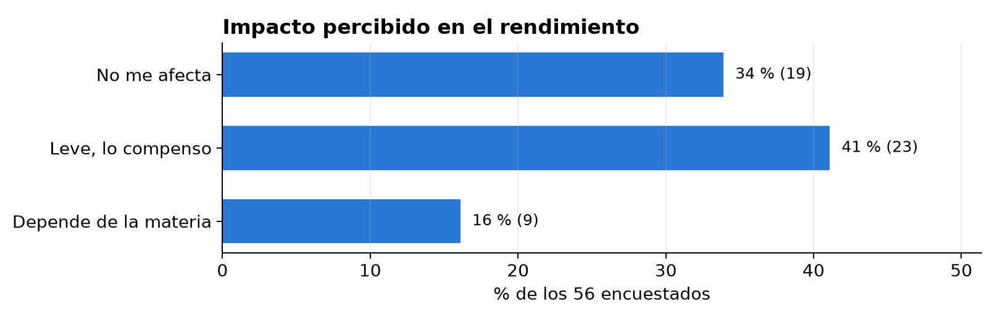 Impacto percibido en el rendimiento
No me afecta
34 % (19)
Leve, lo compenso
41 % (23)
Depende de la materia
16 % (9)
0 10 20 30 40 50
% de los 56 encuestados